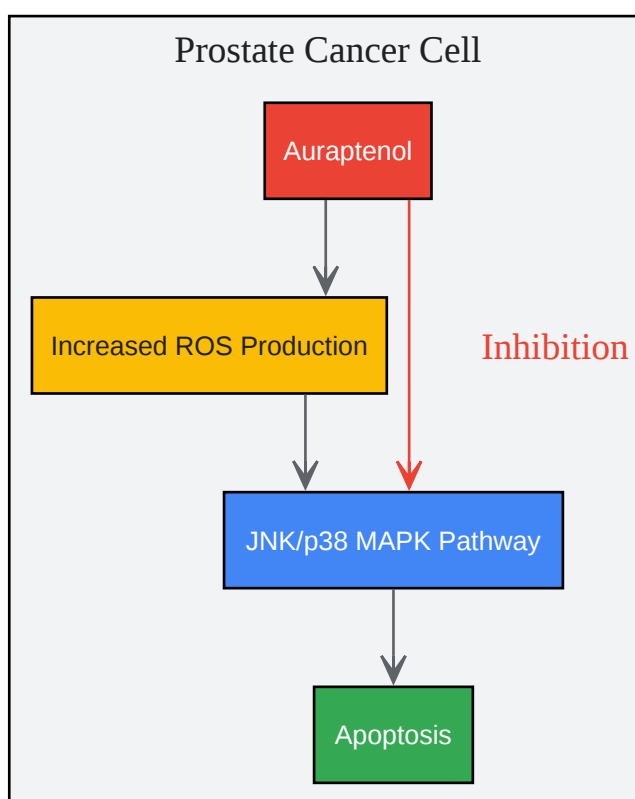 Prostate Cancer Cell
Auraptenol
Increased ROS Production
Inhibition
JNK/p38 MAPK Pathway
Apoptosis